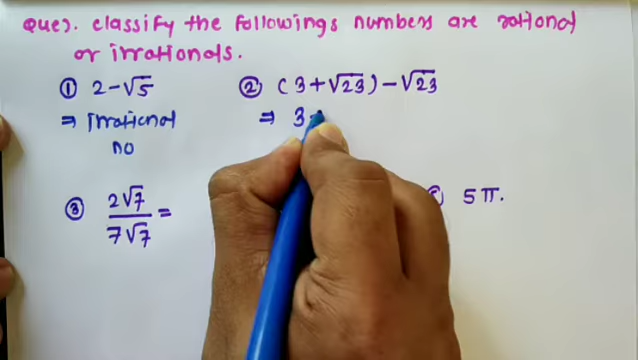 Que). classify the followings numbers are rational
or irrationals.
① 2-√5
⇒ Irrational
no
② (3+√23)-√23
⇒ 3
③ 2√7/7√7 =
5π.